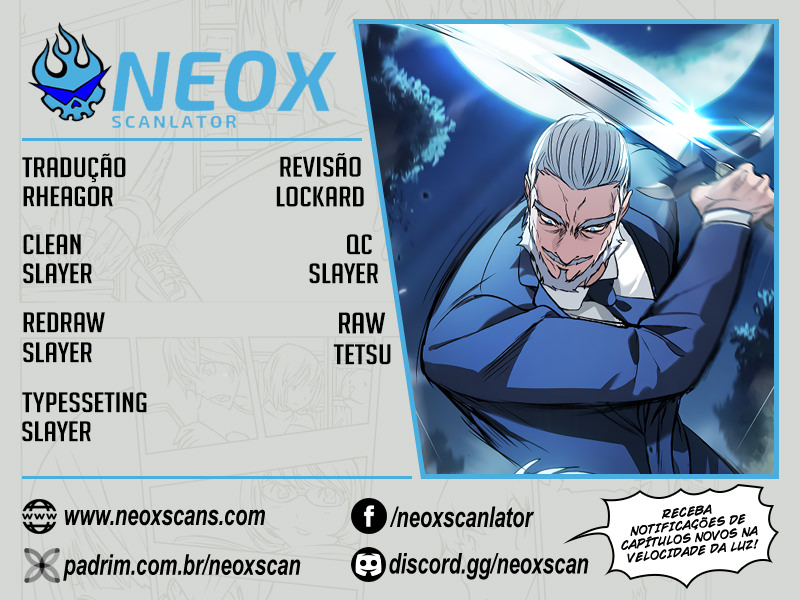 NEOX
SCANLATOR
TRADUÇÃO
RHEAGOR
REVISÃO
LOCKARD
CLEAN
SLAYER
QC
SLAYER
REDRAW
SLAYER
RAW
TETSU
TYPESSETING
SLAYER
www.neoxscans.com
/neoxscanlator
padrim.com.br/neoxscan
discord.gg/neoxscan
RECEBA
NOTIFICAÇÕES DE
CAPÍTULOS NOVOS NA
VELOCIDADE DA LUZ!